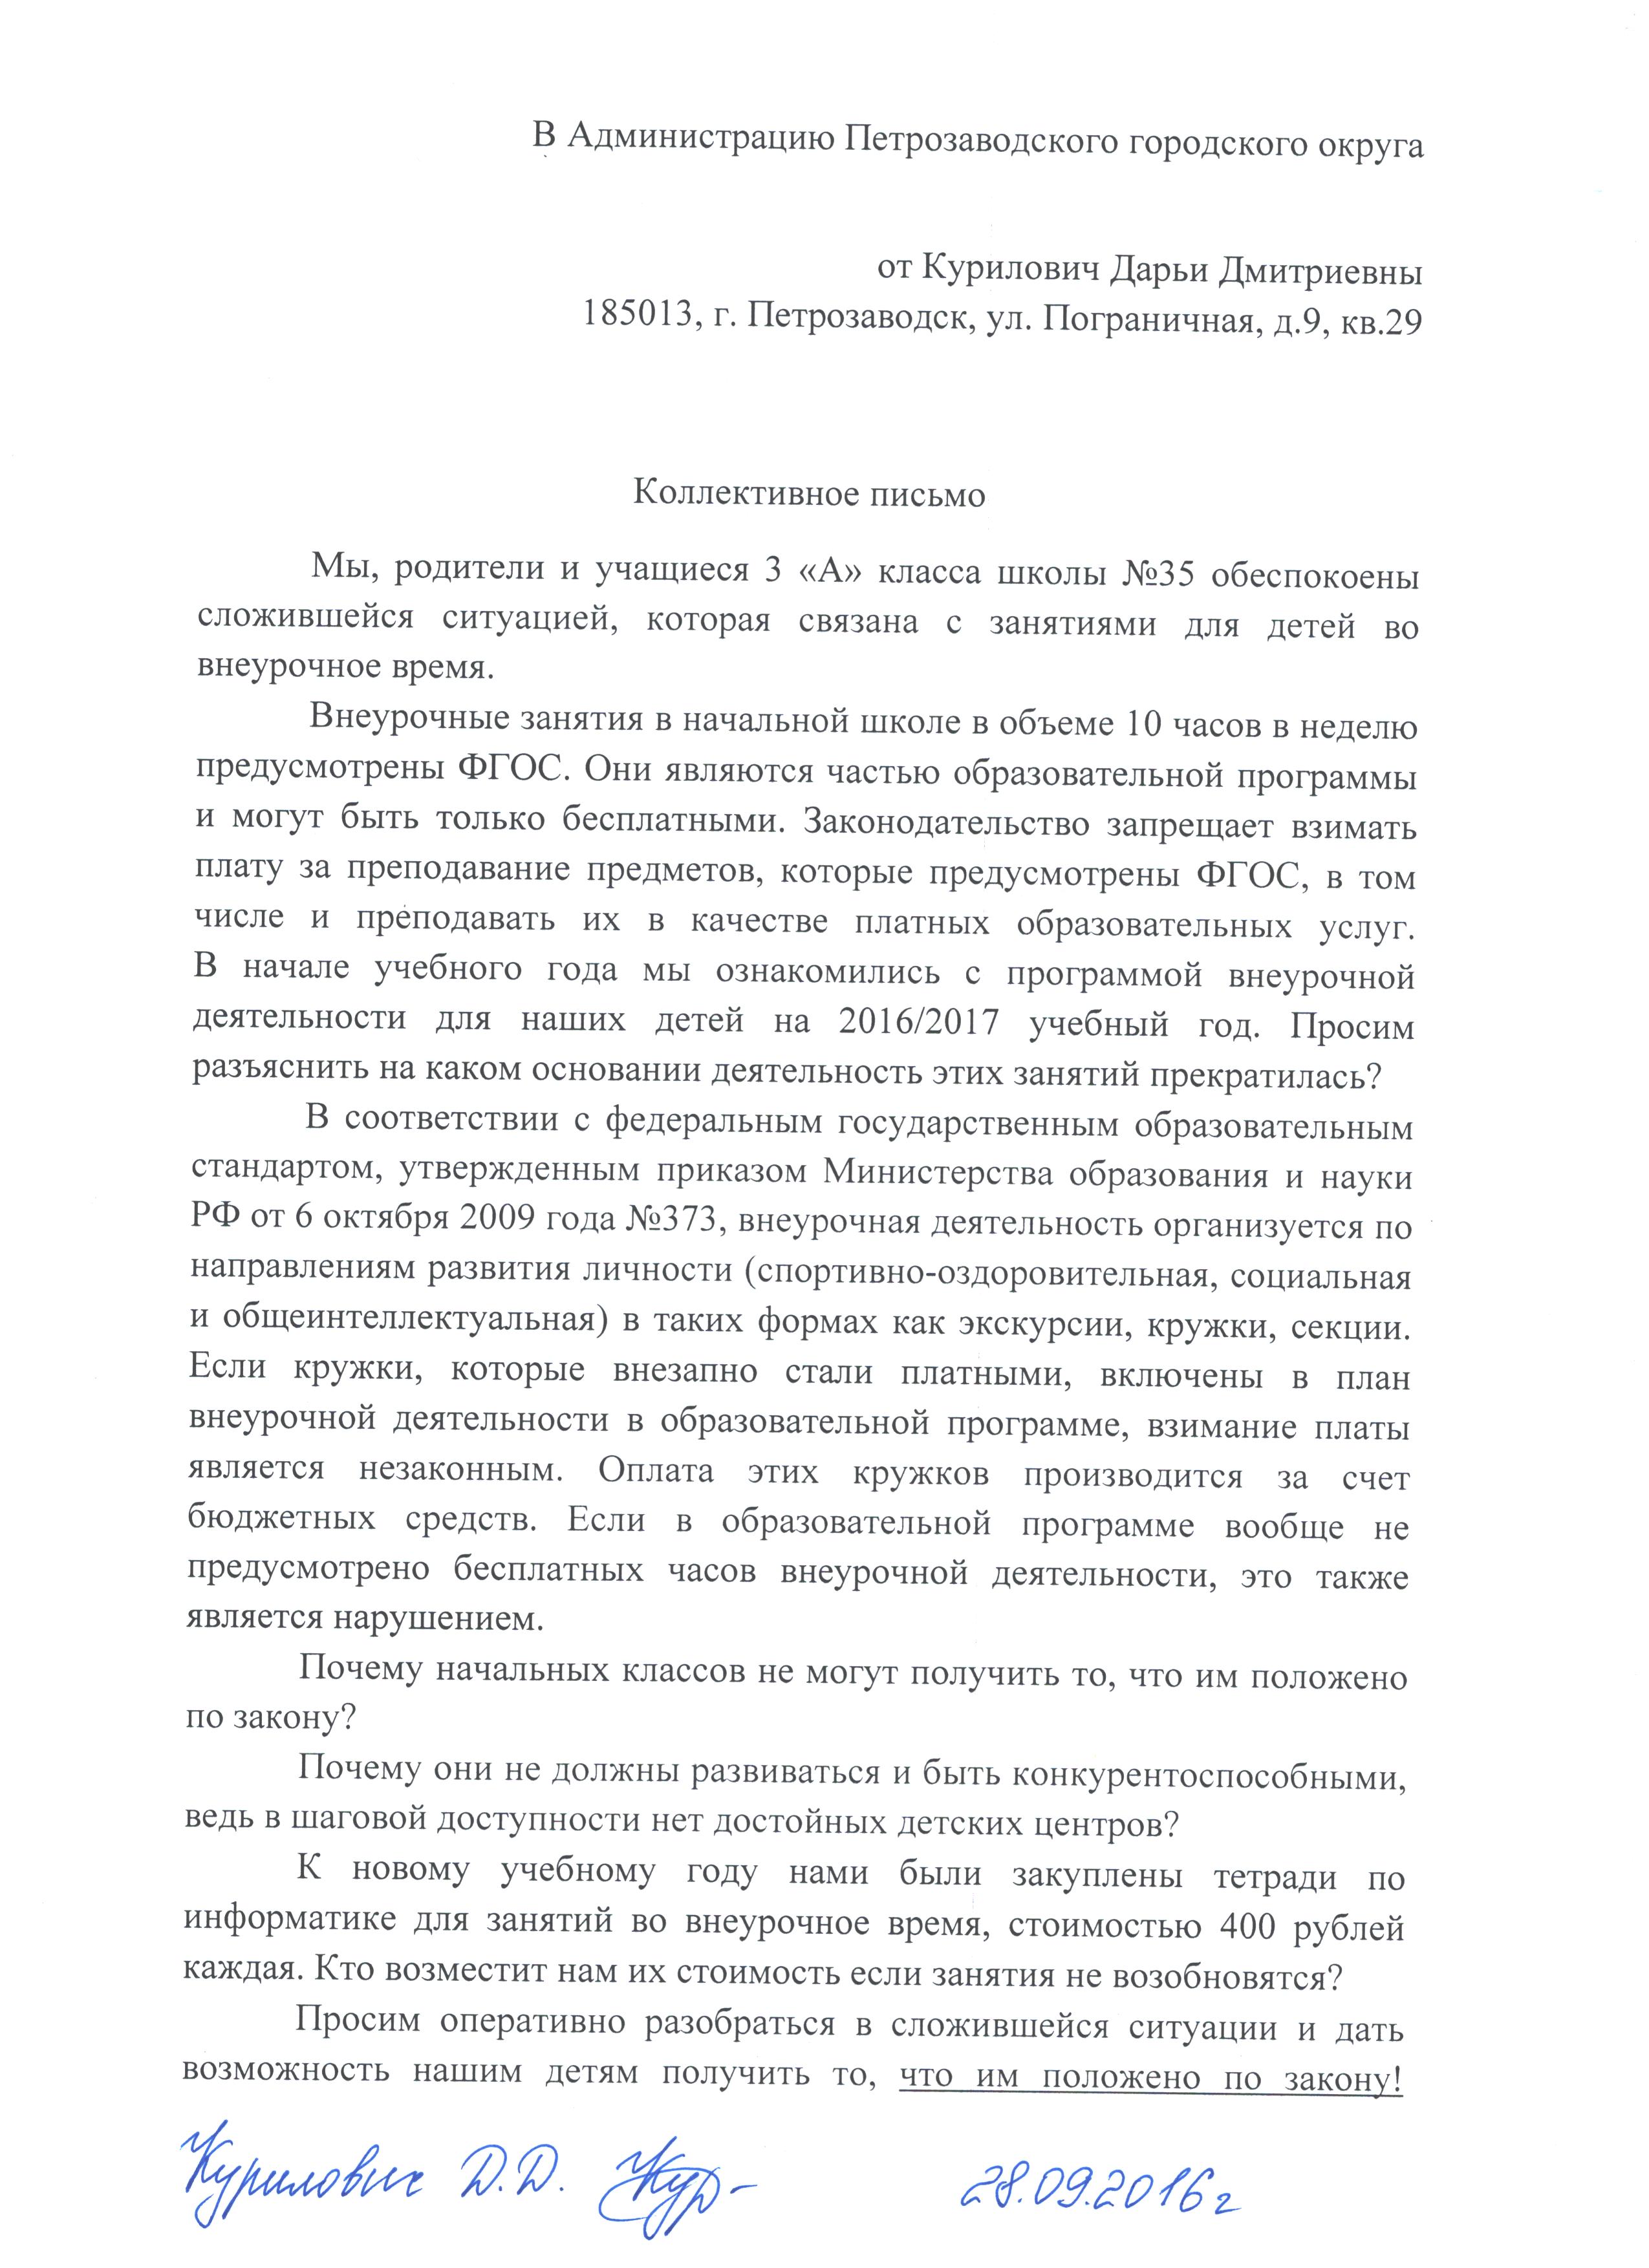 В Администрацию Петрозаводского городского округа
от Курилович Дарьи Дмитриевны
185013, г. Петрозаводск, ул. Пограничная, д.9, кв.29
Коллективное письмо
Мы, родители и учащиеся 3 «А» класса школы №35 обеспокоены
сложившейся ситуацией, которая связана с занятиями для детей во
внеурочное время.
Внеурочные занятия в начальной школе в объеме 10 часов в неделю
предусмотрены ФГОС. Они являются частью образовательной программы
и могут быть только бесплатными. Законодательство запрещает взимать
плату за преподавание предметов, которые предусмотрены ФГОС, в том
числе и преподавать их в качестве платных образовательных услуг.
В начале учебного года мы ознакомились с программой внеурочной
деятельности для наших детей на 2016/2017 учебный год. Просим
разъяснить на каком основании деятельность этих занятий прекратилась?
В соответствии с федеральным государственным образовательным
стандартом, утвержденным приказом Министерства образования и науки
РФ от 6 октября 2009 года №373, внеурочная деятельность организуется по
направлениям развития личности (спортивно-оздоровительная, социальная
и общеинтеллектуальная) в таких формах как экскурсии, кружки, секции.
Если кружки, которые внезапно стали платными, включены в план
внеурочной деятельности в образовательной программе, взимание платы
является незаконным. Оплата этих кружков производится за счет
бюджетных средств. Если в образовательной программе вообще не
предусмотрено бесплатных часов внеурочной деятельности, это также
является нарушением.
Почему начальных классов не могут получить то, что им положено
по закону?
Почему они не должны развиваться и быть конкурентоспособными,
ведь в шаговой доступности нет достойных детских центров?
К новому учебному году нами были закуплены тетради по
информатике для занятий во внеурочное время, стоимостью 400 рублей
каждая. Кто возместит нам их стоимость если занятия не возобновятся?
Просим оперативно разобраться в сложившейся ситуации и дать
возможность нашим детям получить то, что им положено по закону!
Курилович Д.Д. Кур- 28.09.2016г